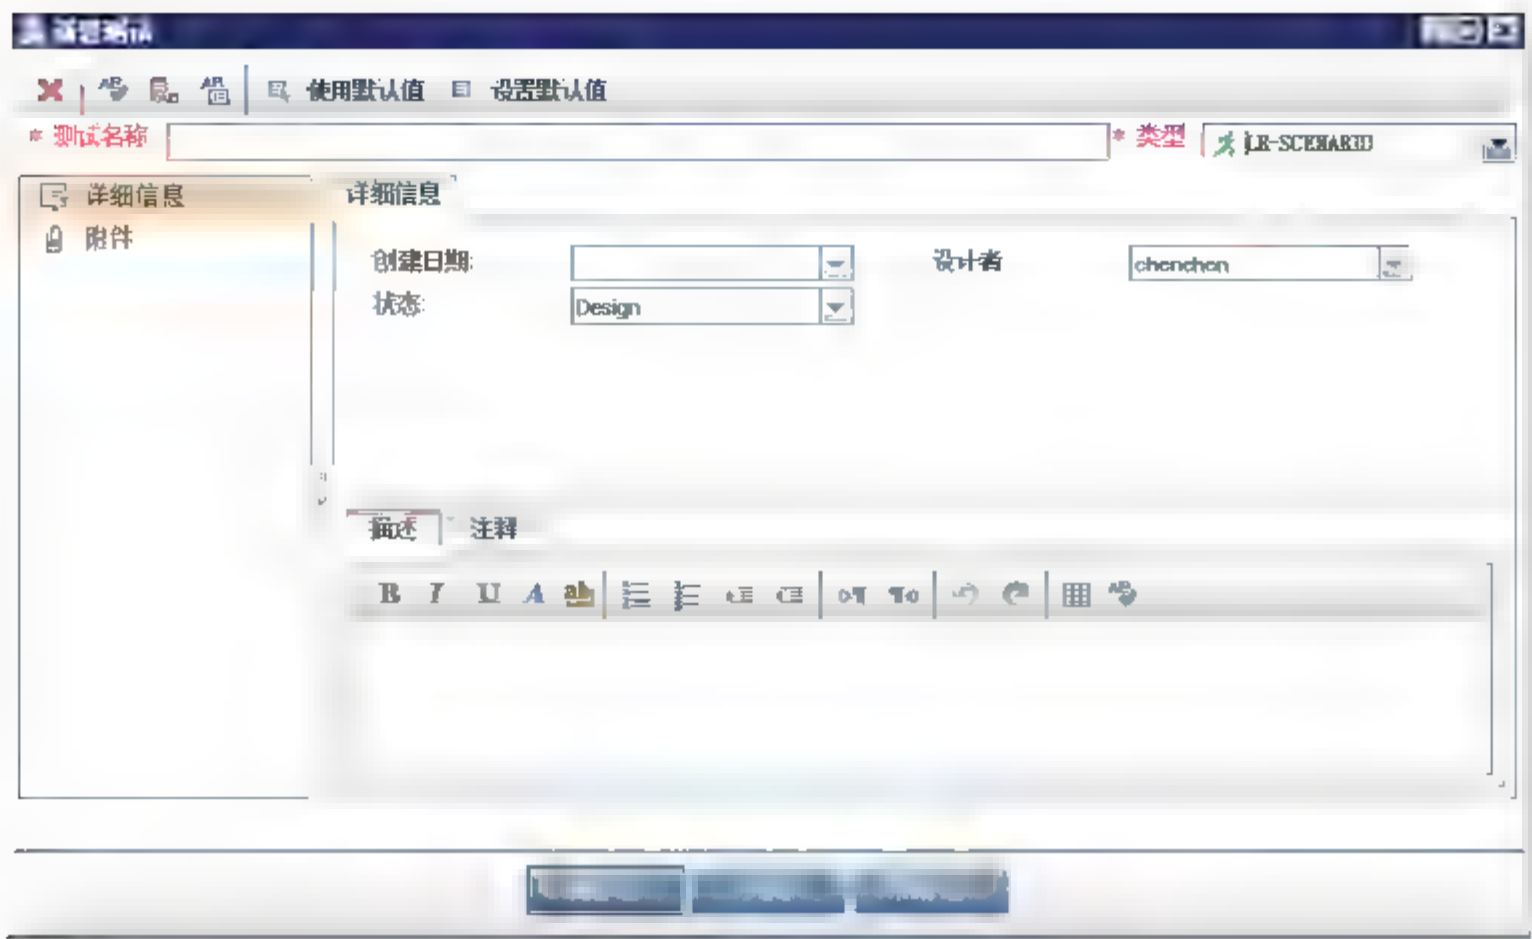 使用默认值 设置默认值
* 测试名称 * 类型 LR-SCENARIO
详细信息 详细信息
附件
创建日期: 设计者 chenchen
状态: Design
描述 注释
B I U A ab